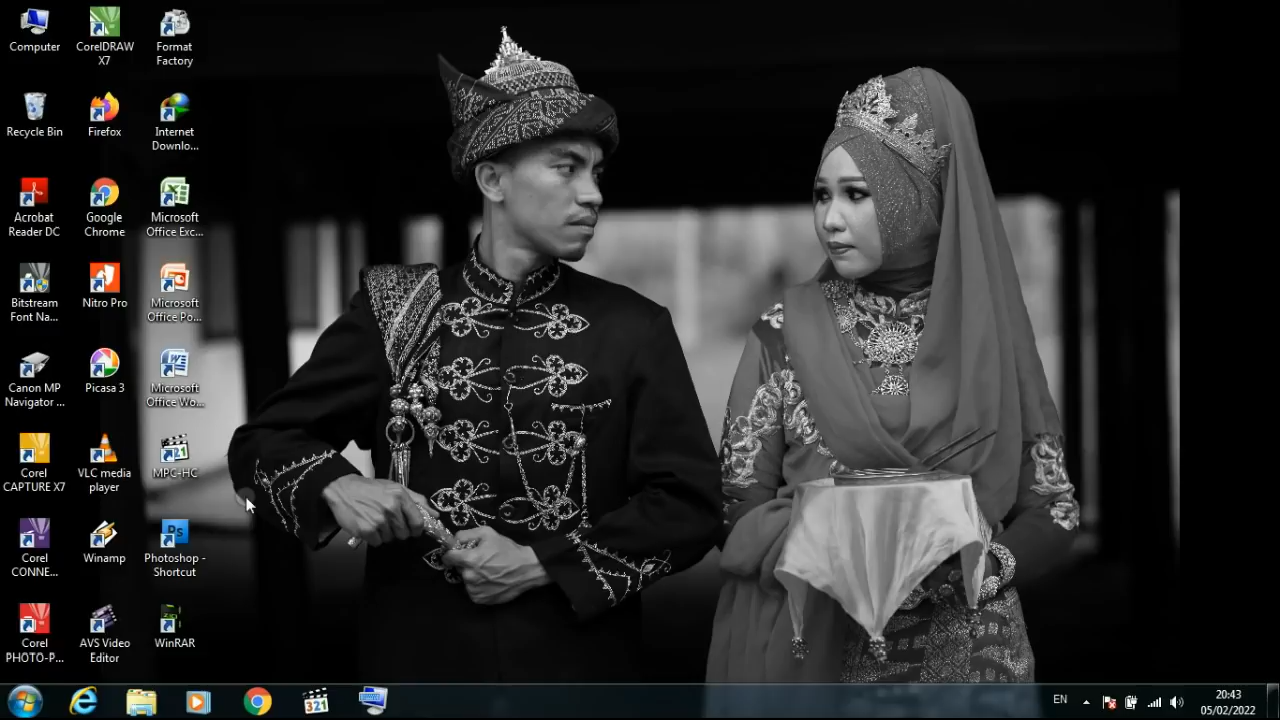 Computer
CorelDRAW
X7
Format
Factory
Recycle Bin
Firefox
Internet
Downlo...
Acrobat
Reader DC
Google
Chrome
Microsoft
Office Exc...
Bitstream
Font Na...
Nitro Pro
Microsoft
Office Po...
Canon MP
Navigator ...
Picasa 3
Microsoft
Office Wo...
Corel
CAPTURE X7
VLC media
player
321
MPC-HC
Corel
CONNE...
Winamp
Ps
Photoshop -
Shortcut
Corel
PHOTO-P...
AVS Video
Editor
WinRAR
321
EN
20:43
05/02/2022